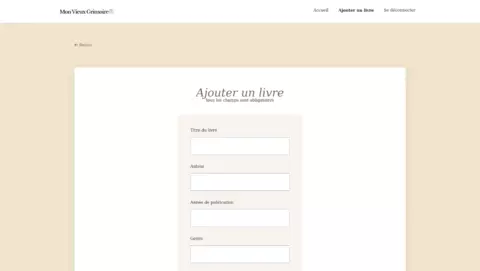 Mon Vieux Grimoire
Accueil
Ajouter un livre
Se déconnecter
← Retour
Ajouter un livre
Tous les champs sont obligatoires
Titre du livre
Auteur
Année de publication
Genre